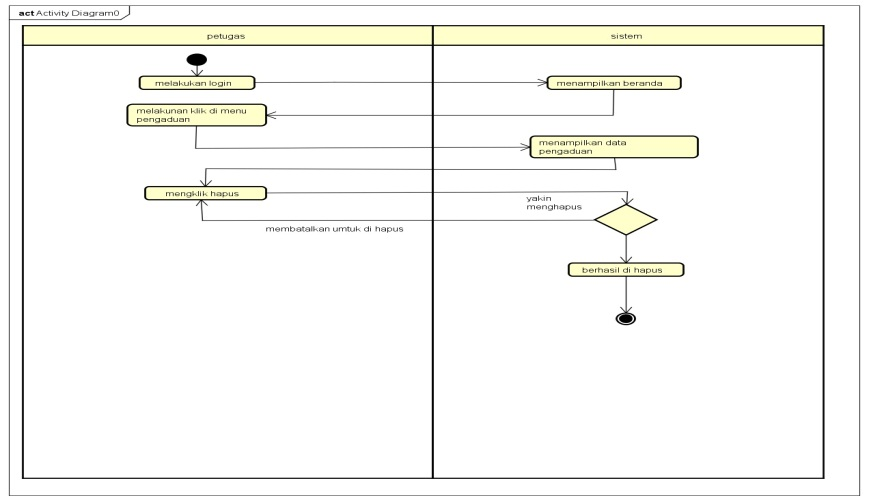 act Activity Diagram0
petugas
sistem
melakukan login
menampilkan beranda
melakunan klik di menu
pengaduan
menampilkan data
pengaduan
mengklik hapus
yakin
menghapus
membatalkan umtuk di hapus
berhasil di hapus